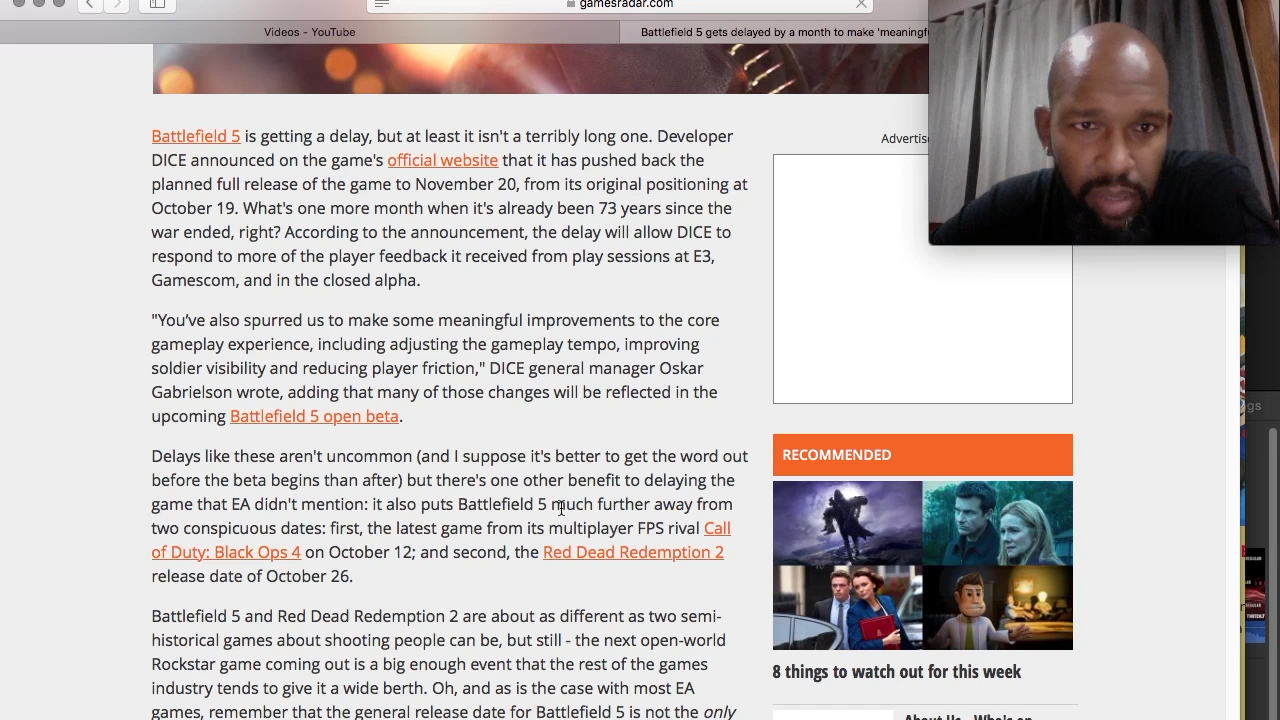 gamesradar.com
Videos - YouTube
Battlefield 5 gets delayed by a month to make 'meaningf
Battlefield 5 is getting a delay, but at least it isn't a terribly long one. Developer
DICE announced on the game's official website that it has pushed back the
planned full release of the game to November 20, from its original positioning at
October 19. What's one more month when it's already been 73 years since the
war ended, right? According to the announcement, the delay will allow DICE to
respond to more of the player feedback it received from play sessions at E3,
Gamescom, and in the closed alpha.
"You've also spurred us to make some meaningful improvements to the core
gameplay experience, including adjusting the gameplay tempo, improving
soldier visibility and reducing player friction," DICE general manager Oskar
Gabrielson wrote, adding that many of those changes will be reflected in the
upcoming Battlefield 5 open beta.
Delays like these aren't uncommon (and I suppose it's better to get the word out
before the beta begins than after) but there's one other benefit to delaying the
game that EA didn't mention: it also puts Battlefield 5 much further away from
two conspicuous dates: first, the latest game from its multiplayer FPS rival Call
of Duty: Black Ops 4 on October 12; and second, the Red Dead Redemption 2
release date of October 26.
Battlefield 5 and Red Dead Redemption 2 are about as different as two semi-
historical games about shooting people can be, but still - the next open-world
Rockstar game coming out is a big enough event that the rest of the games
industry tends to give it a wide berth. Oh, and as is the case with most EA
games, remember that the general release date for Battlefield 5 is not the only
Advertise
RECOMMENDED
8 things to watch out for this week
About Us - Who's on
gs